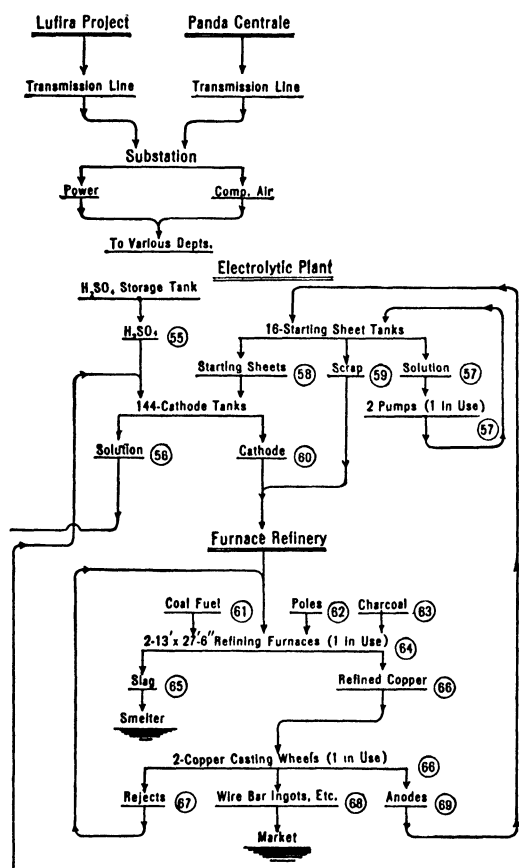 Lufira Project
Panda Centrale
Transmission Line
Transmission Line
Substation
Power
Comp. Air
To Various Depts.
Electrolytic Plant
H₂SO₄ Storage Tank
H₂SO₄ 55
16-Starting Sheet Tanks
Starting Sheets 58
Scrap 59
Solution 57
144-Cathode Tanks
2 Pumps (1 In Use)
57
Solution 56
Cathode 60
Furnace Refinery
Coal Fuel 61
Poles 62
Charcoal 63
2-13'x 27'-6" Refining Furnaces (1 in Use) 64
Slag 65
Refined Copper 66
Smelter
2-Copper Casting Wheels (1 in Use) 66
Rejects 67
Wire Bar Ingots, Etc. 68
Anodes 69
Market